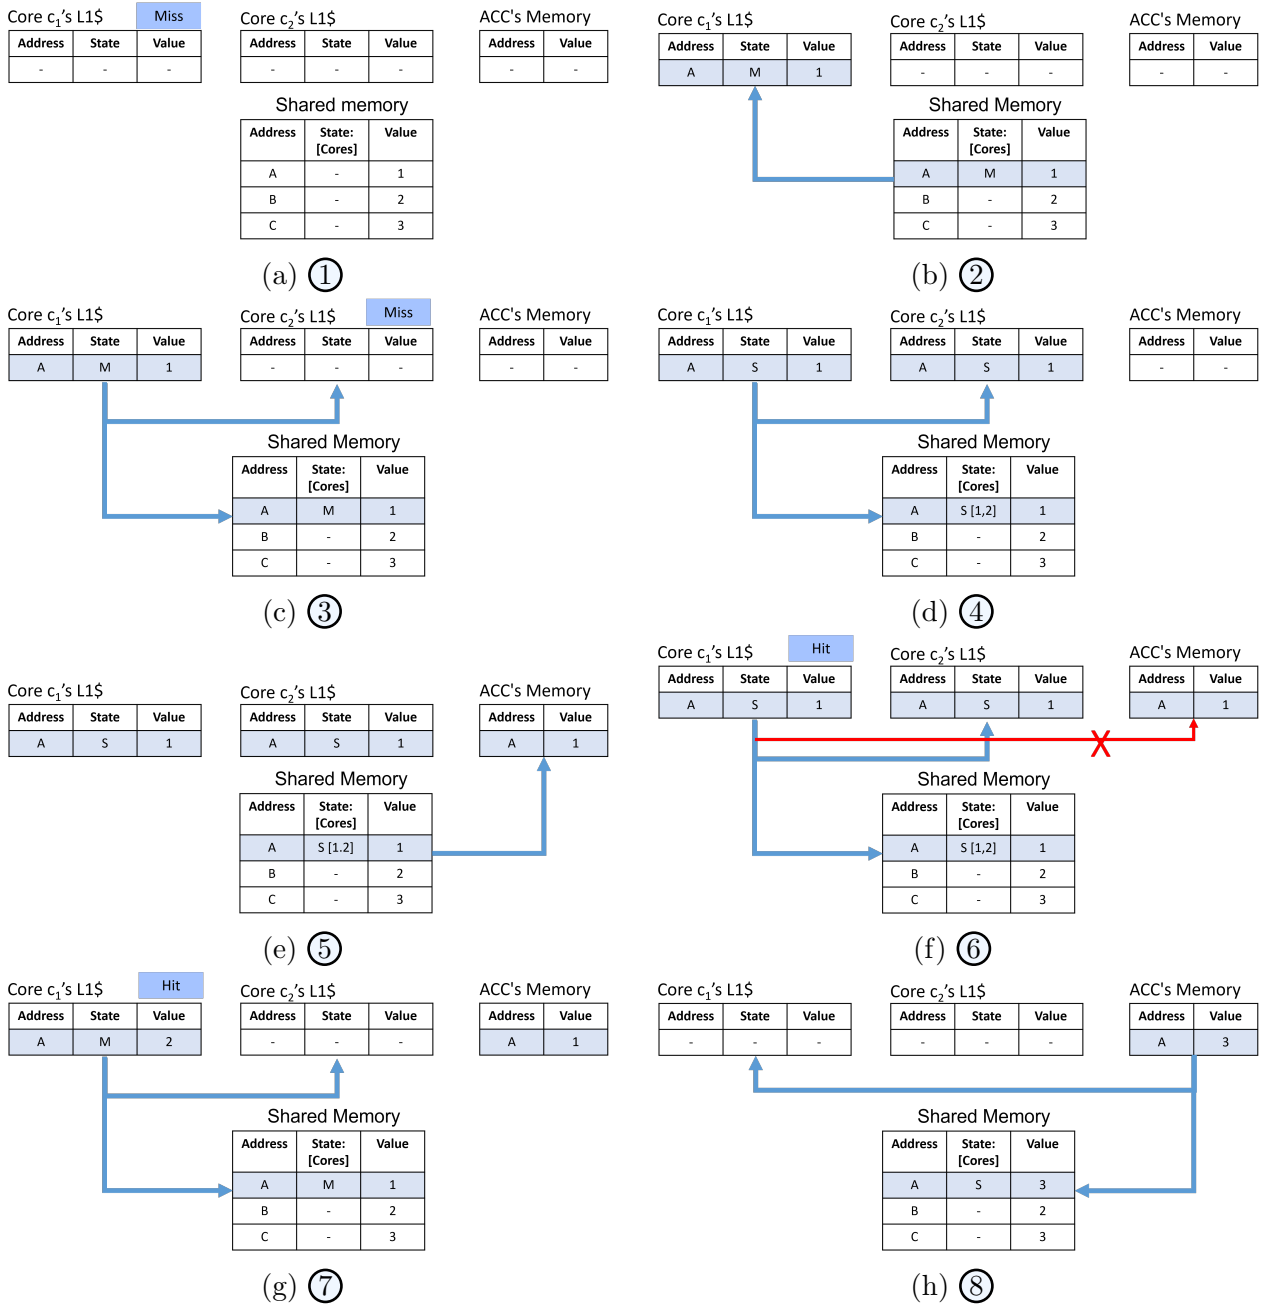 Core c1's L1$ Miss Core c2's L1$ ACC's Memory
Address State Value Address State Value Address Value
- - - - - - - -
Shared memory
Address State: [Cores] Value
A - 1
B - 2
C - 3
(a) 1
Core c1's L1$ Core c2's L1$ ACC's Memory
Address State Value Address State Value Address Value
A M 1 - - - - -
Shared Memory
Address State: [Cores] Value
A M 1
B - 2
C - 3
(b) 2
Core c1's L1$ Core c2's L1$ Miss ACC's Memory
Address State Value Address State Value Address Value
A M 1 - - - - -
Shared Memory
Address State: [Cores] Value
A M 1
B - 2
C - 3
(c) 3
Core c1's L1$ Core c2's L1$ ACC's Memory
Address State Value Address State Value Address Value
A S 1 A S 1 - -
Shared Memory
Address State: [Cores] Value
A S [1,2] 1
B - 2
C - 3
(d) 4
Core c1's L1$ Core c2's L1$ ACC's Memory
Address State Value Address State Value Address Value
A S 1 A S 1 A 1
Shared Memory
Address State: [Cores] Value
A S [1.2] 1
B - 2
C - 3
(e) 5
Core c1's L1$ Hit Core c2's L1$ ACC's Memory
Address State Value Address State Value Address Value
A S 1 A S 1 A 1
X
Shared Memory
Address State: [Cores] Value
A S [1,2] 1
B - 2
C - 3
(f) 6
Core c1's L1$ Hit Core c2's L1$ ACC's Memory
Address State Value Address State Value Address Value
A M 2 - - - A 1
Shared Memory
Address State: [Cores] Value
A M 1
B - 2
C - 3
(g) 7
Core c1's L1$ Core c2's L1$ ACC's Memory
Address State Value Address State Value Address Value
- - - - - - A 3
Shared Memory
Address State: [Cores] Value
A S 3
B - 2
C - 3
(h) 8